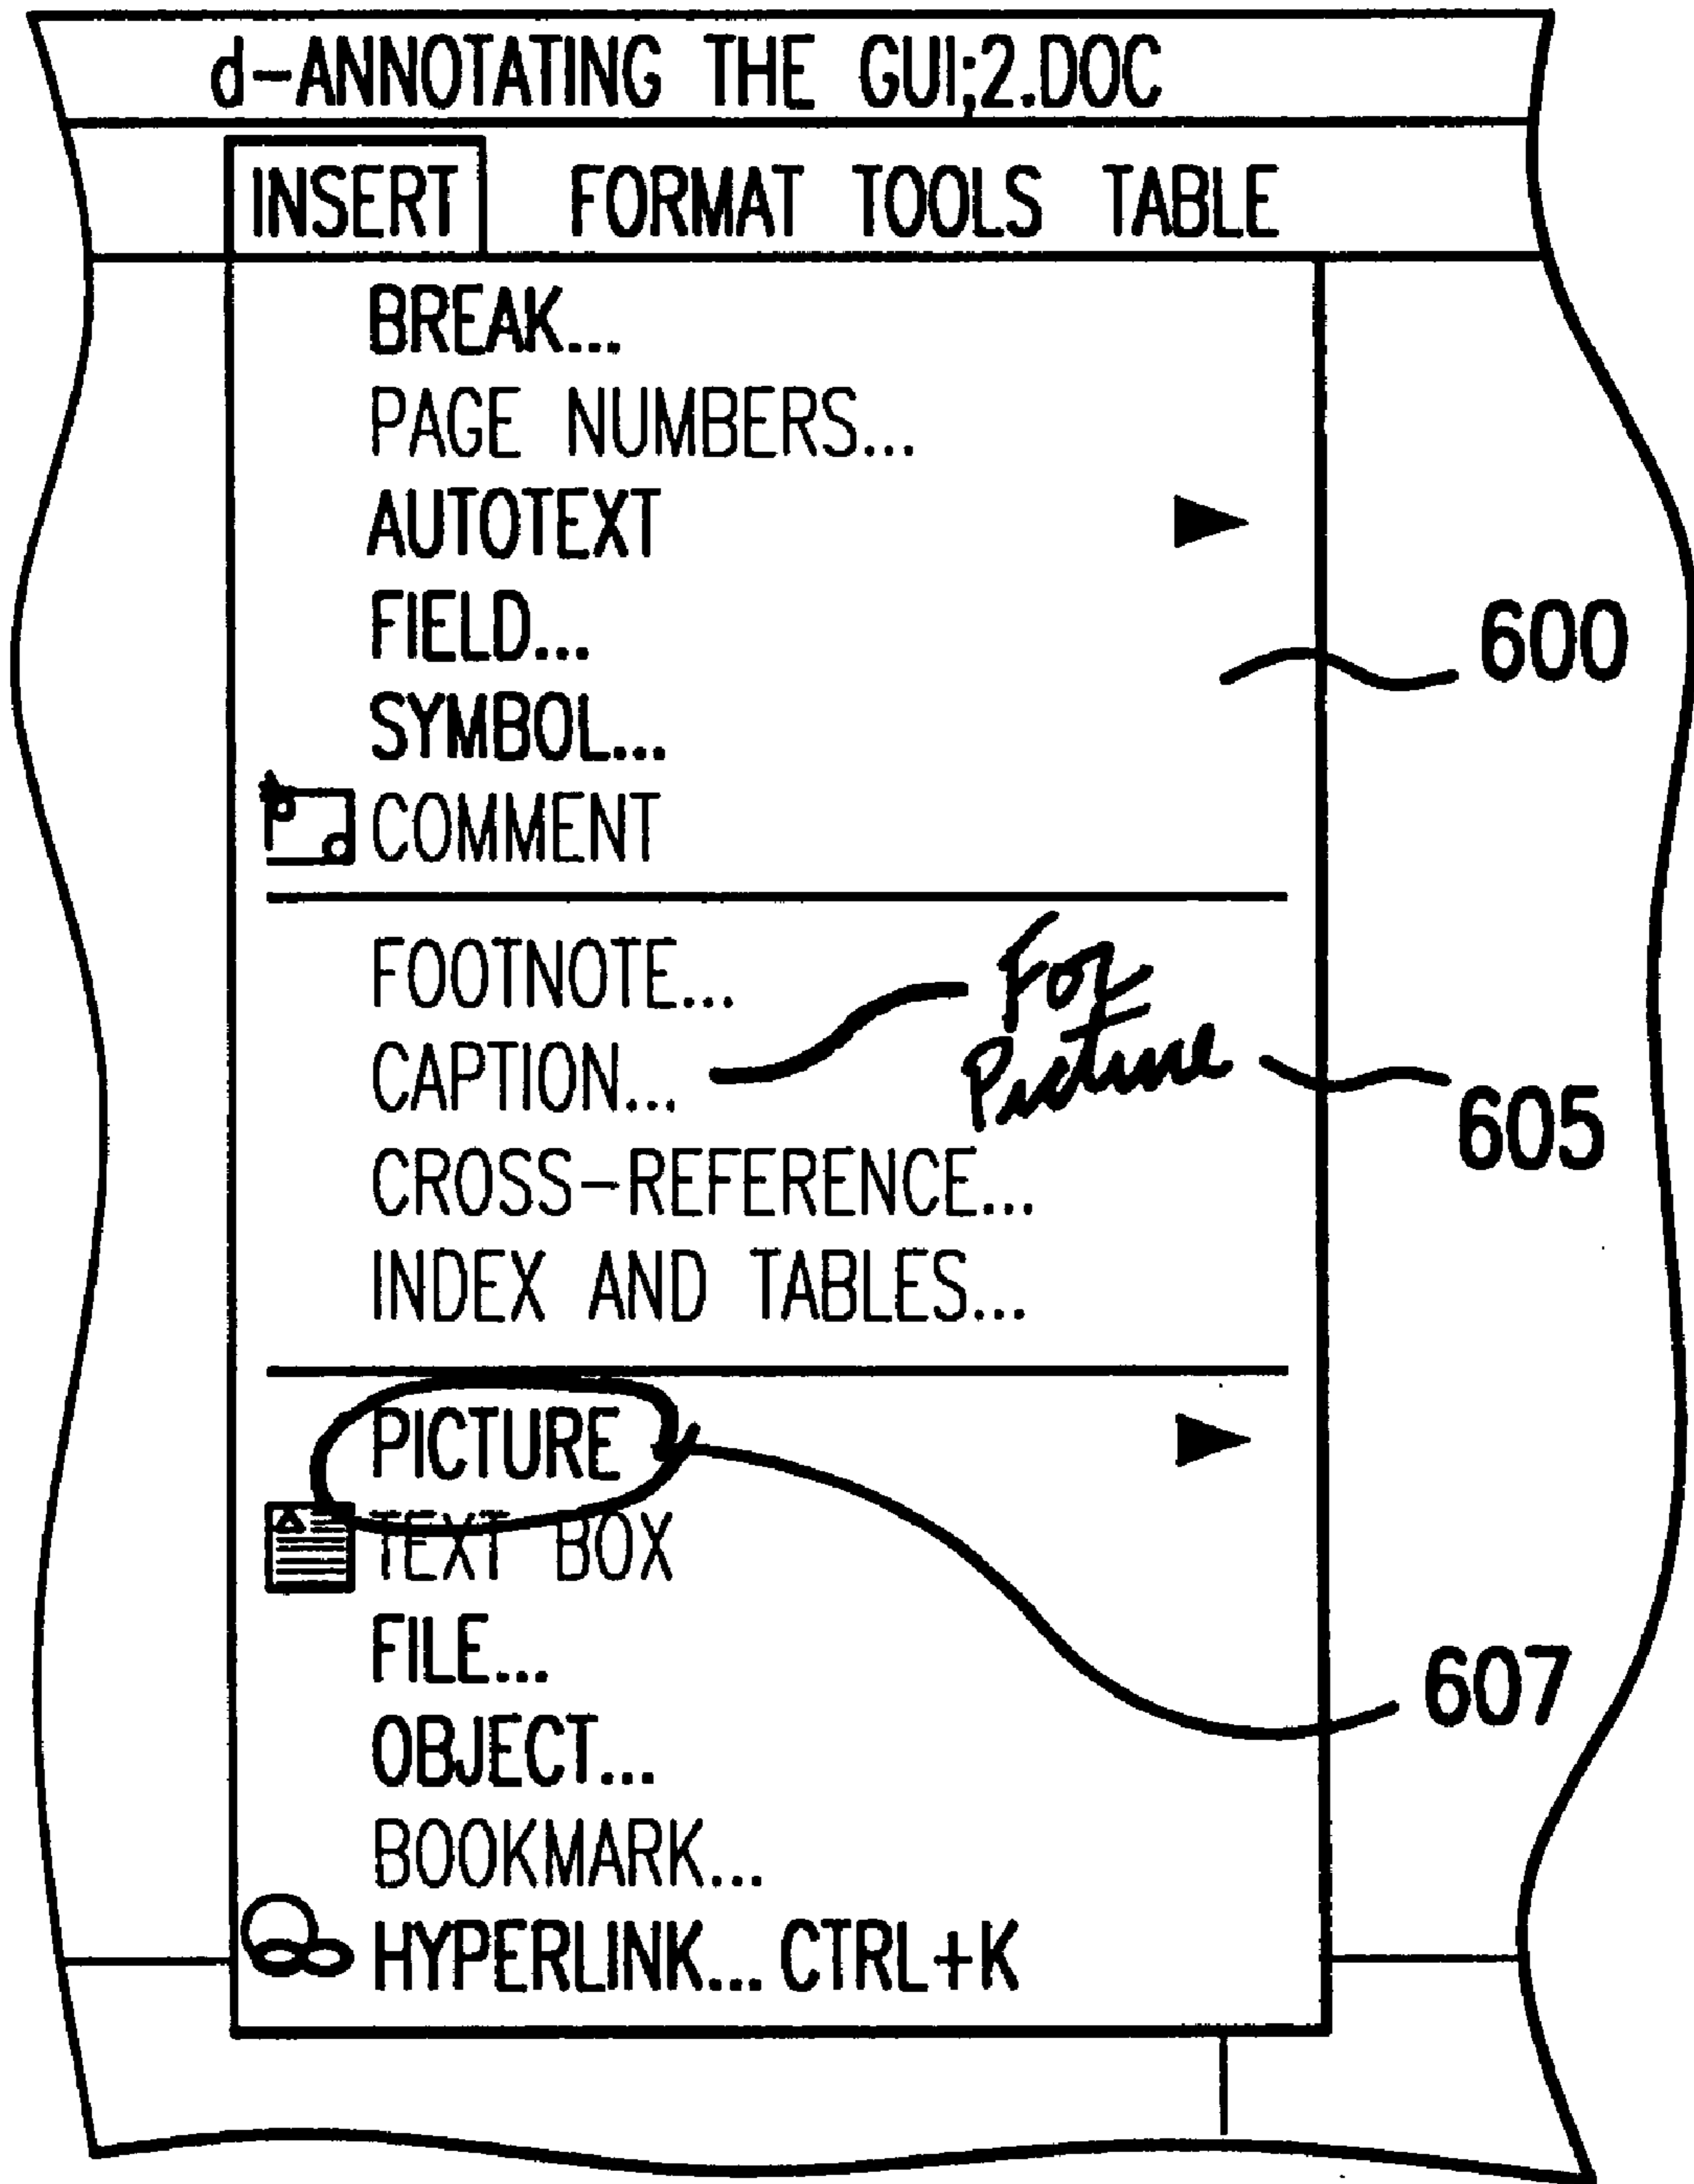 d-ANNOTATING THE GUI;2.DOC
INSERT FORMAT TOOLS TABLE
BREAK...
PAGE NUMBERS...
AUTOTEXT
FIELD...
600
SYMBOL...
COMMENT
FOOTNOTE...
For
CAPTION...
Picture
605
CROSS-REFERENCE...
INDEX AND TABLES...
PICTURE
TEXT BOX
FILE...
607
OBJECT...
BOOKMARK...
HYPERLINK... CTRL+K